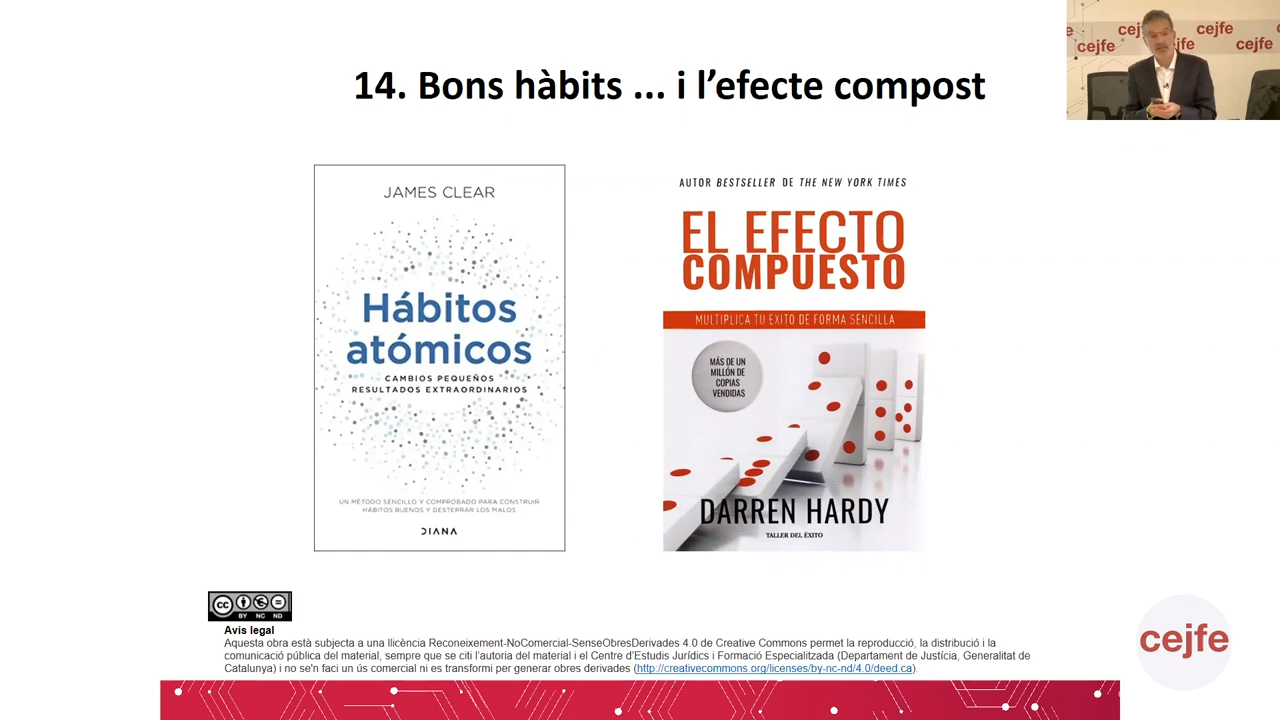 14. Bons hàbits ... i l’efecte compost
cejfe
cejfe
cejfe
cejfe
JAMES CLEAR
Hábitos
atómicos
CAMBIOS PEQUEÑOS
RESULTADOS EXTRAORDINARIOS
UN MÉTODO SENCILLO Y COMPROBADO PARA CONSTRUIR
HÁBITOS BUENOS Y DESTERRAR LOS MALOS
DIANA
AUTOR BESTSELLER DE THE NEW YORK TIMES
EL EFECTO
COMPUESTO
MULTIPLICA TU EXITO DE FORMA SENCILLA
MÁS DE UN
MILLÓN DE
COPIAS
VENDIDAS
DARREN HARDY
TALLER DEL ÉXITO
cc
BY NC ND
Avis legal
Aquesta obra està subjecta a una llicència Reconeixement-NoComercial-SenseObresDerivades 4.0 de Creative Commons permet la reproducció, la distribució i la
comunicació pública del material, sempre que se citi l’autoria del material i el Centre d’Estudis Jurídics i Formació Especialitzada (Departament de Justícia, Generalitat de
Catalunya) i no se'n faci un ús comercial ni es transformi per generar obres derivades (http://creativecommons.org/licenses/by-nc-nd/4.0/deed.ca).
cejfe